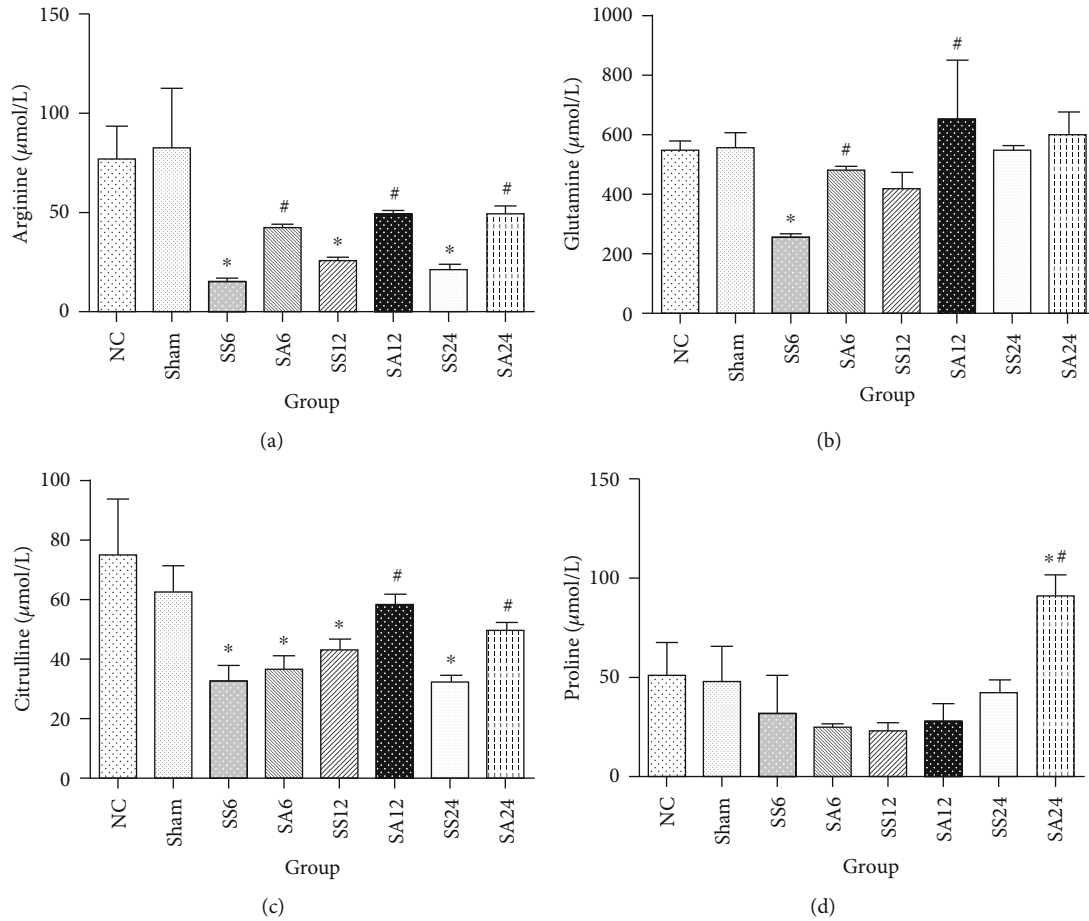 Arginine (μmol/L)
150
100
50
0
#
#
#
*
*
*
NC
Sham
SS6
SA6
SS12
SA12
SS24
SA24
Group
(a)
Glutamine (μmol/L)
1000
800
600
400
200
0
#
#
*
NC
Sham
SS6
SA6
SS12
SA12
SS24
SA24
Group
(b)
Citrulline (μmol/L)
100
80
60
40
20
0
*
*
*
#
*
#
NC
Sham
SS6
SA6
SS12
SA12
SS24
SA24
Group
(c)
Proline (μmol/L)
150
100
50
0
*#
NC
Sham
SS6
SA6
SS12
SA12
SS24
SA24
Group
(d)